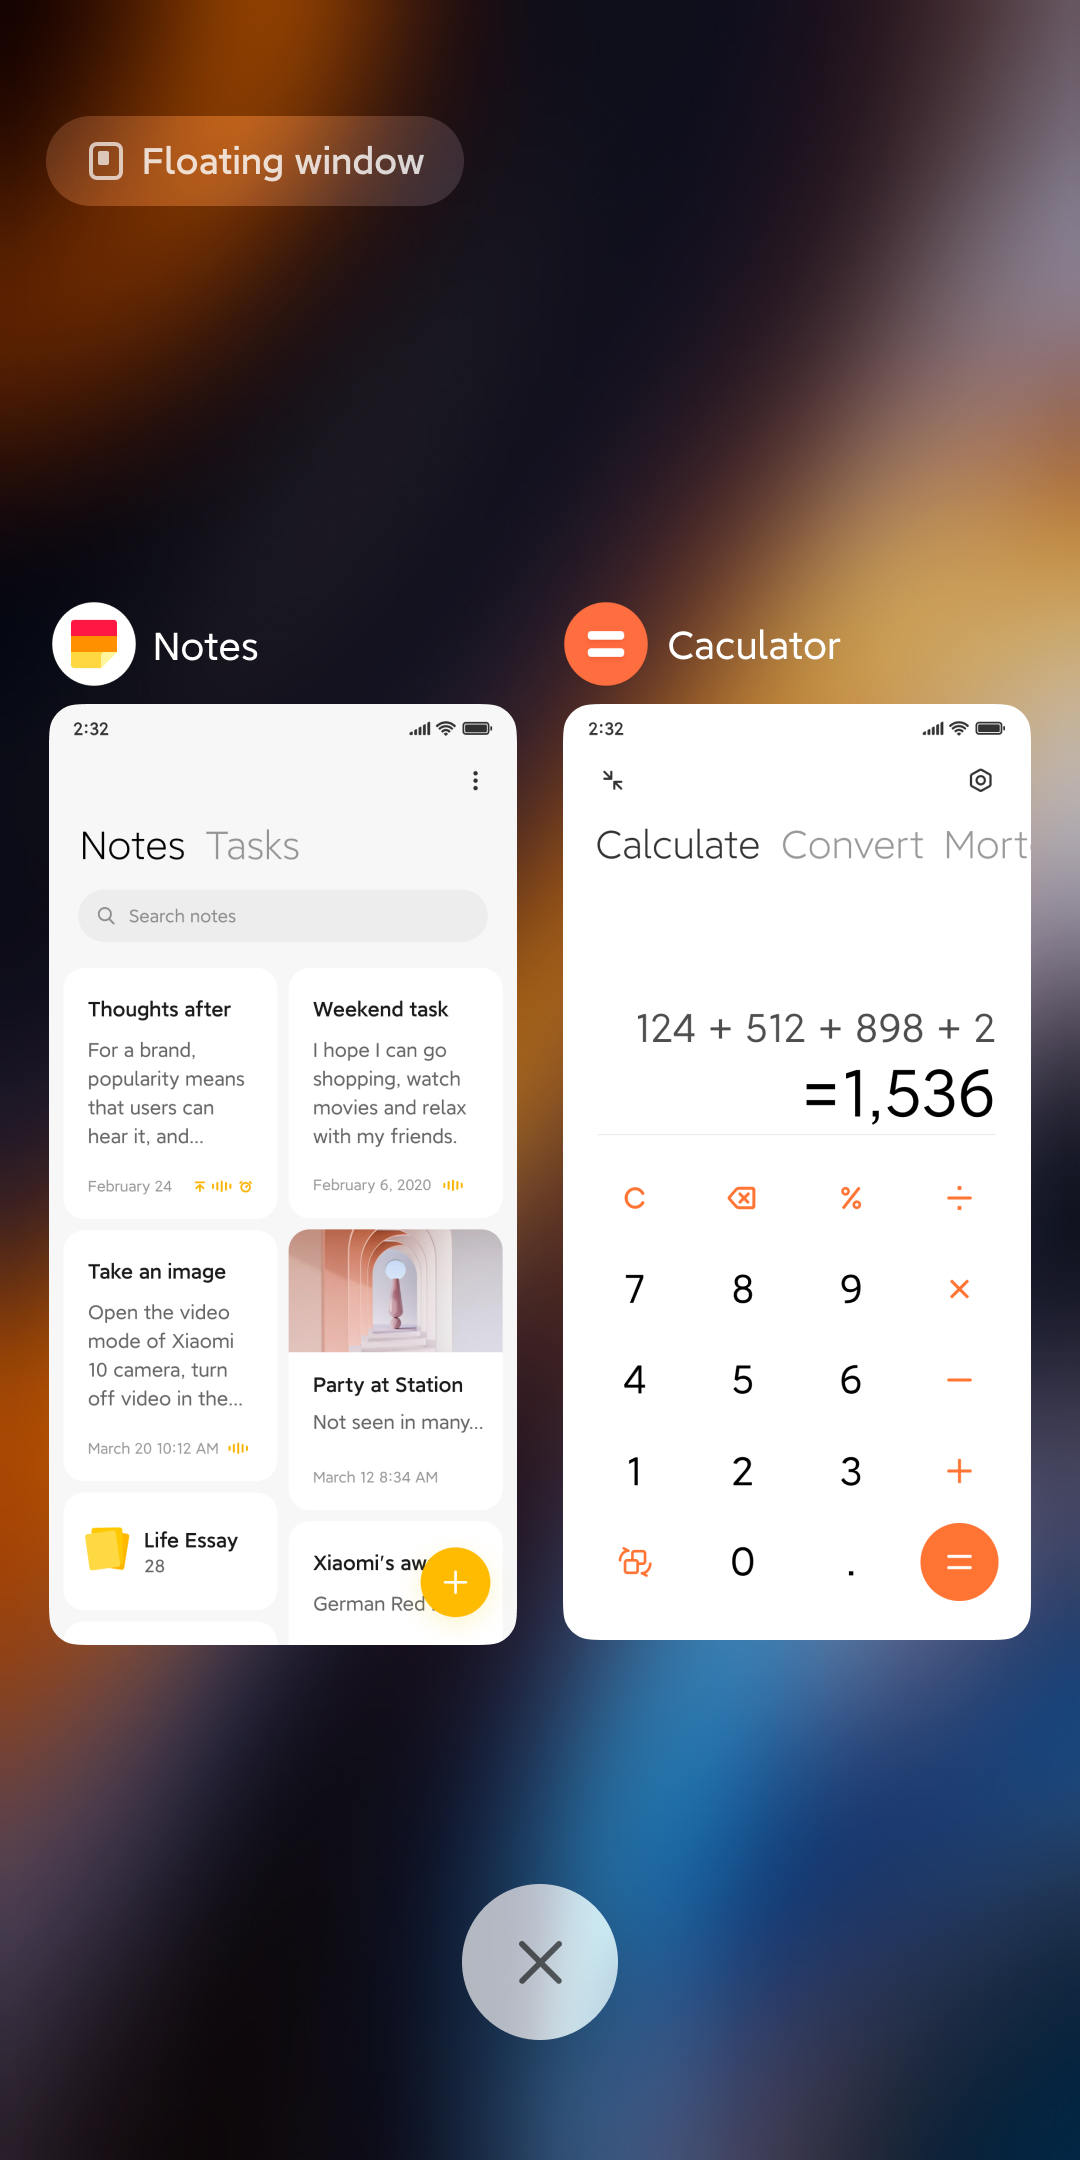 Floating window
Notes
2:32
Notes Tasks
Search notes
Thoughts after
For a brand,
popularity means
that users can
hear it, and...
February 24
Weekend task
I hope I can go
shopping, watch
movies and relax
with my friends.
February 6, 2020
Take an image
Open the video
mode of Xiaomi
10 camera, turn
off video in the...
March 20 10:12 AM
Party at Station
Not seen in many...
March 12 8:34 AM
Life Essay
28
Xiaomi's aw
German Red
+
Caculator
2:32
Calculate Convert Mort
124 + 512 + 898 + 2
=1,536
C % ÷
7 8 9 ×
4 5 6 −
1 2 3 +
0 . =